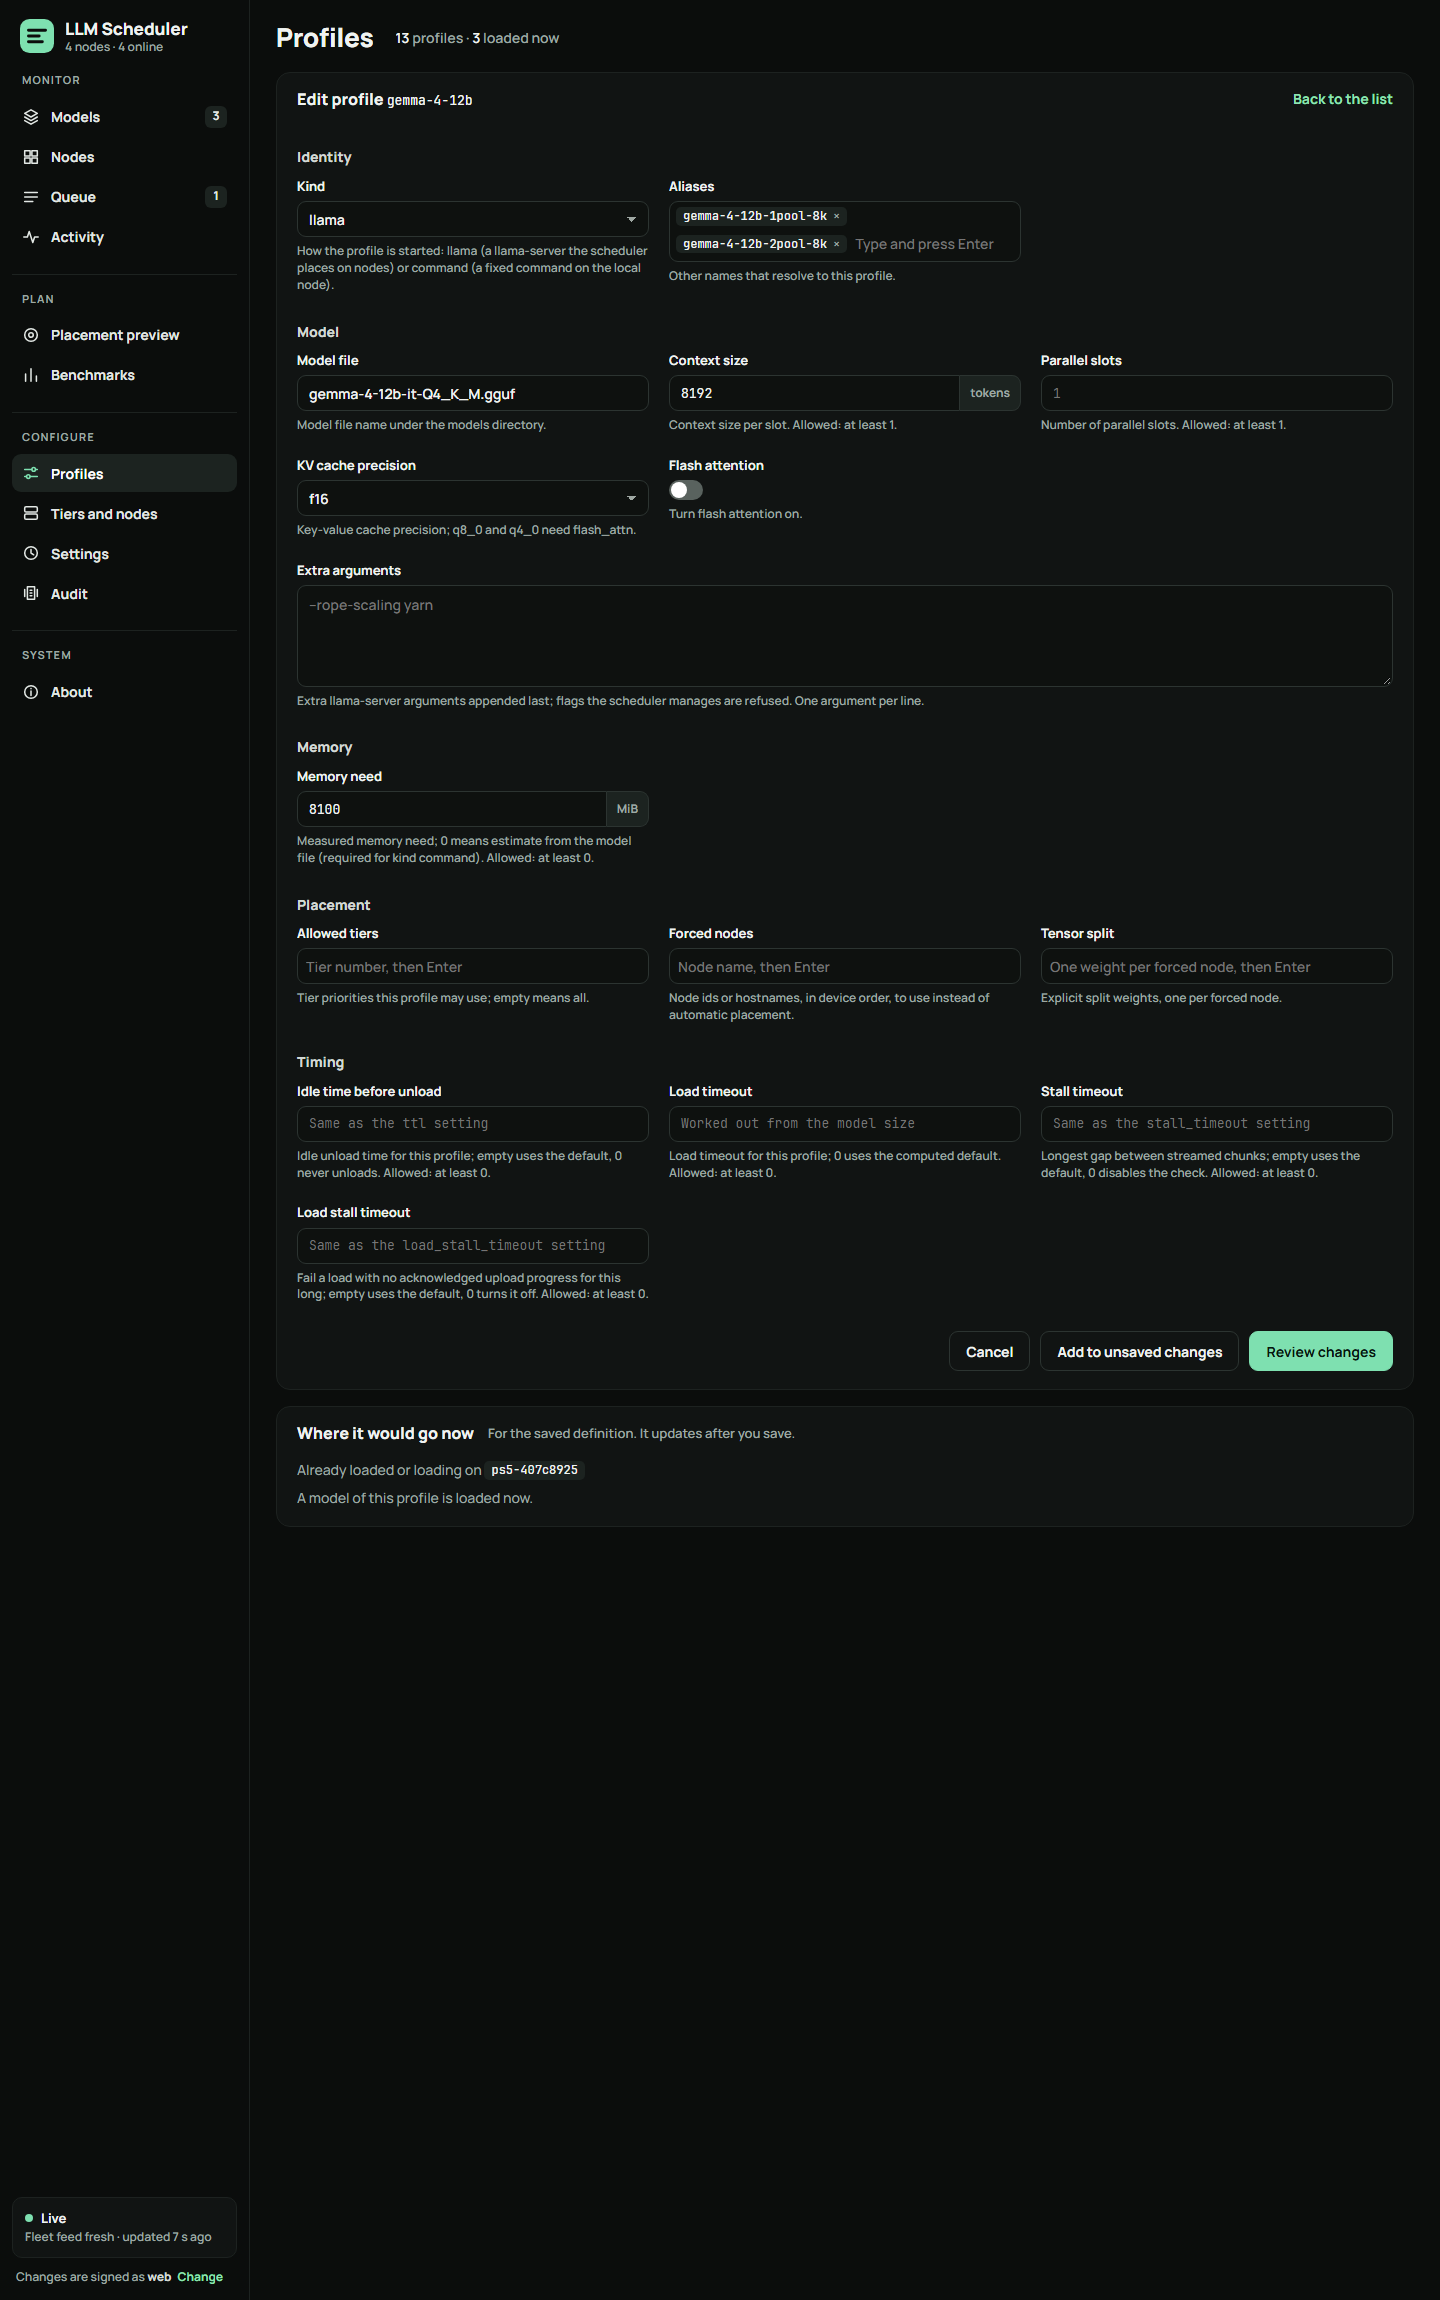 LLM Scheduler
4 nodes · 4 online
MONITOR
Models
3
Nodes
Queue
1
Activity
PLAN
Placement preview
Benchmarks
CONFIGURE
Profiles
Tiers and nodes
Settings
Audit
SYSTEM
About
Live
Fleet feed fresh · updated 7 s ago
Changes are signed as web Change
Profiles
13 profiles · 3 loaded now
Edit profile gemma-4-12b
Back to the list
Identity
Kind
llama
How the profile is started: llama (a llama-server the scheduler
places on nodes) or command (a fixed command on the local
node).
Aliases
gemma-4-12b-1pool-8k ×
gemma-4-12b-2pool-8k × Type and press Enter
Other names that resolve to this profile.
Model
Model file
gemma-4-12b-it-Q4_K_M.gguf
Model file name under the models directory.
Context size
8192 tokens
Context size per slot. Allowed: at least 1.
Parallel slots
1
Number of parallel slots. Allowed: at least 1.
KV cache precision
f16
Key-value cache precision; q8_0 and q4_0 need flash_attn.
Flash attention
Turn flash attention on.
Extra arguments
--rope-scaling yarn
Extra llama-server arguments appended last; flags the scheduler manages are refused. One argument per line.
Memory
Memory need
8100 MiB
Measured memory need; 0 means estimate from the model
file (required for kind command). Allowed: at least 0.
Placement
Allowed tiers
Tier number, then Enter
Tier priorities this profile may use; empty means all.
Forced nodes
Node name, then Enter
Node ids or hostnames, in device order, to use instead of
automatic placement.
Tensor split
One weight per forced node, then Enter
Explicit split weights, one per forced node.
Timing
Idle time before unload
Same as the ttl setting
Idle unload time for this profile; empty uses the default, 0
never unloads. Allowed: at least 0.
Load timeout
Worked out from the model size
Load timeout for this profile; 0 uses the computed default.
Allowed: at least 0.
Stall timeout
Same as the stall_timeout setting
Longest gap between streamed chunks; empty uses the
default, 0 disables the check. Allowed: at least 0.
Load stall timeout
Same as the load_stall_timeout setting
Fail a load with no acknowledged upload progress for this
long; empty uses the default, 0 turns it off. Allowed: at least 0.
Cancel
Add to unsaved changes
Review changes
Where it would go now For the saved definition. It updates after you save.
Already loaded or loading on ps5-407c8925
A model of this profile is loaded now.